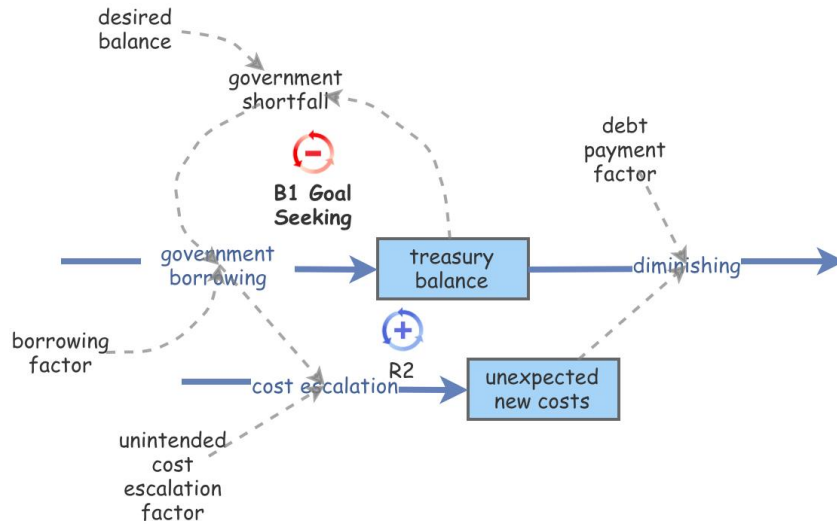 desired
balance
government
shortfall
debt
payment
factor
B1 Goal
Seeking
government
borrowing
treasury
balance
diminishing
borrowing
factor
R2
cost escalation
unexpected
new costs
unintended
cost
escalation
factor